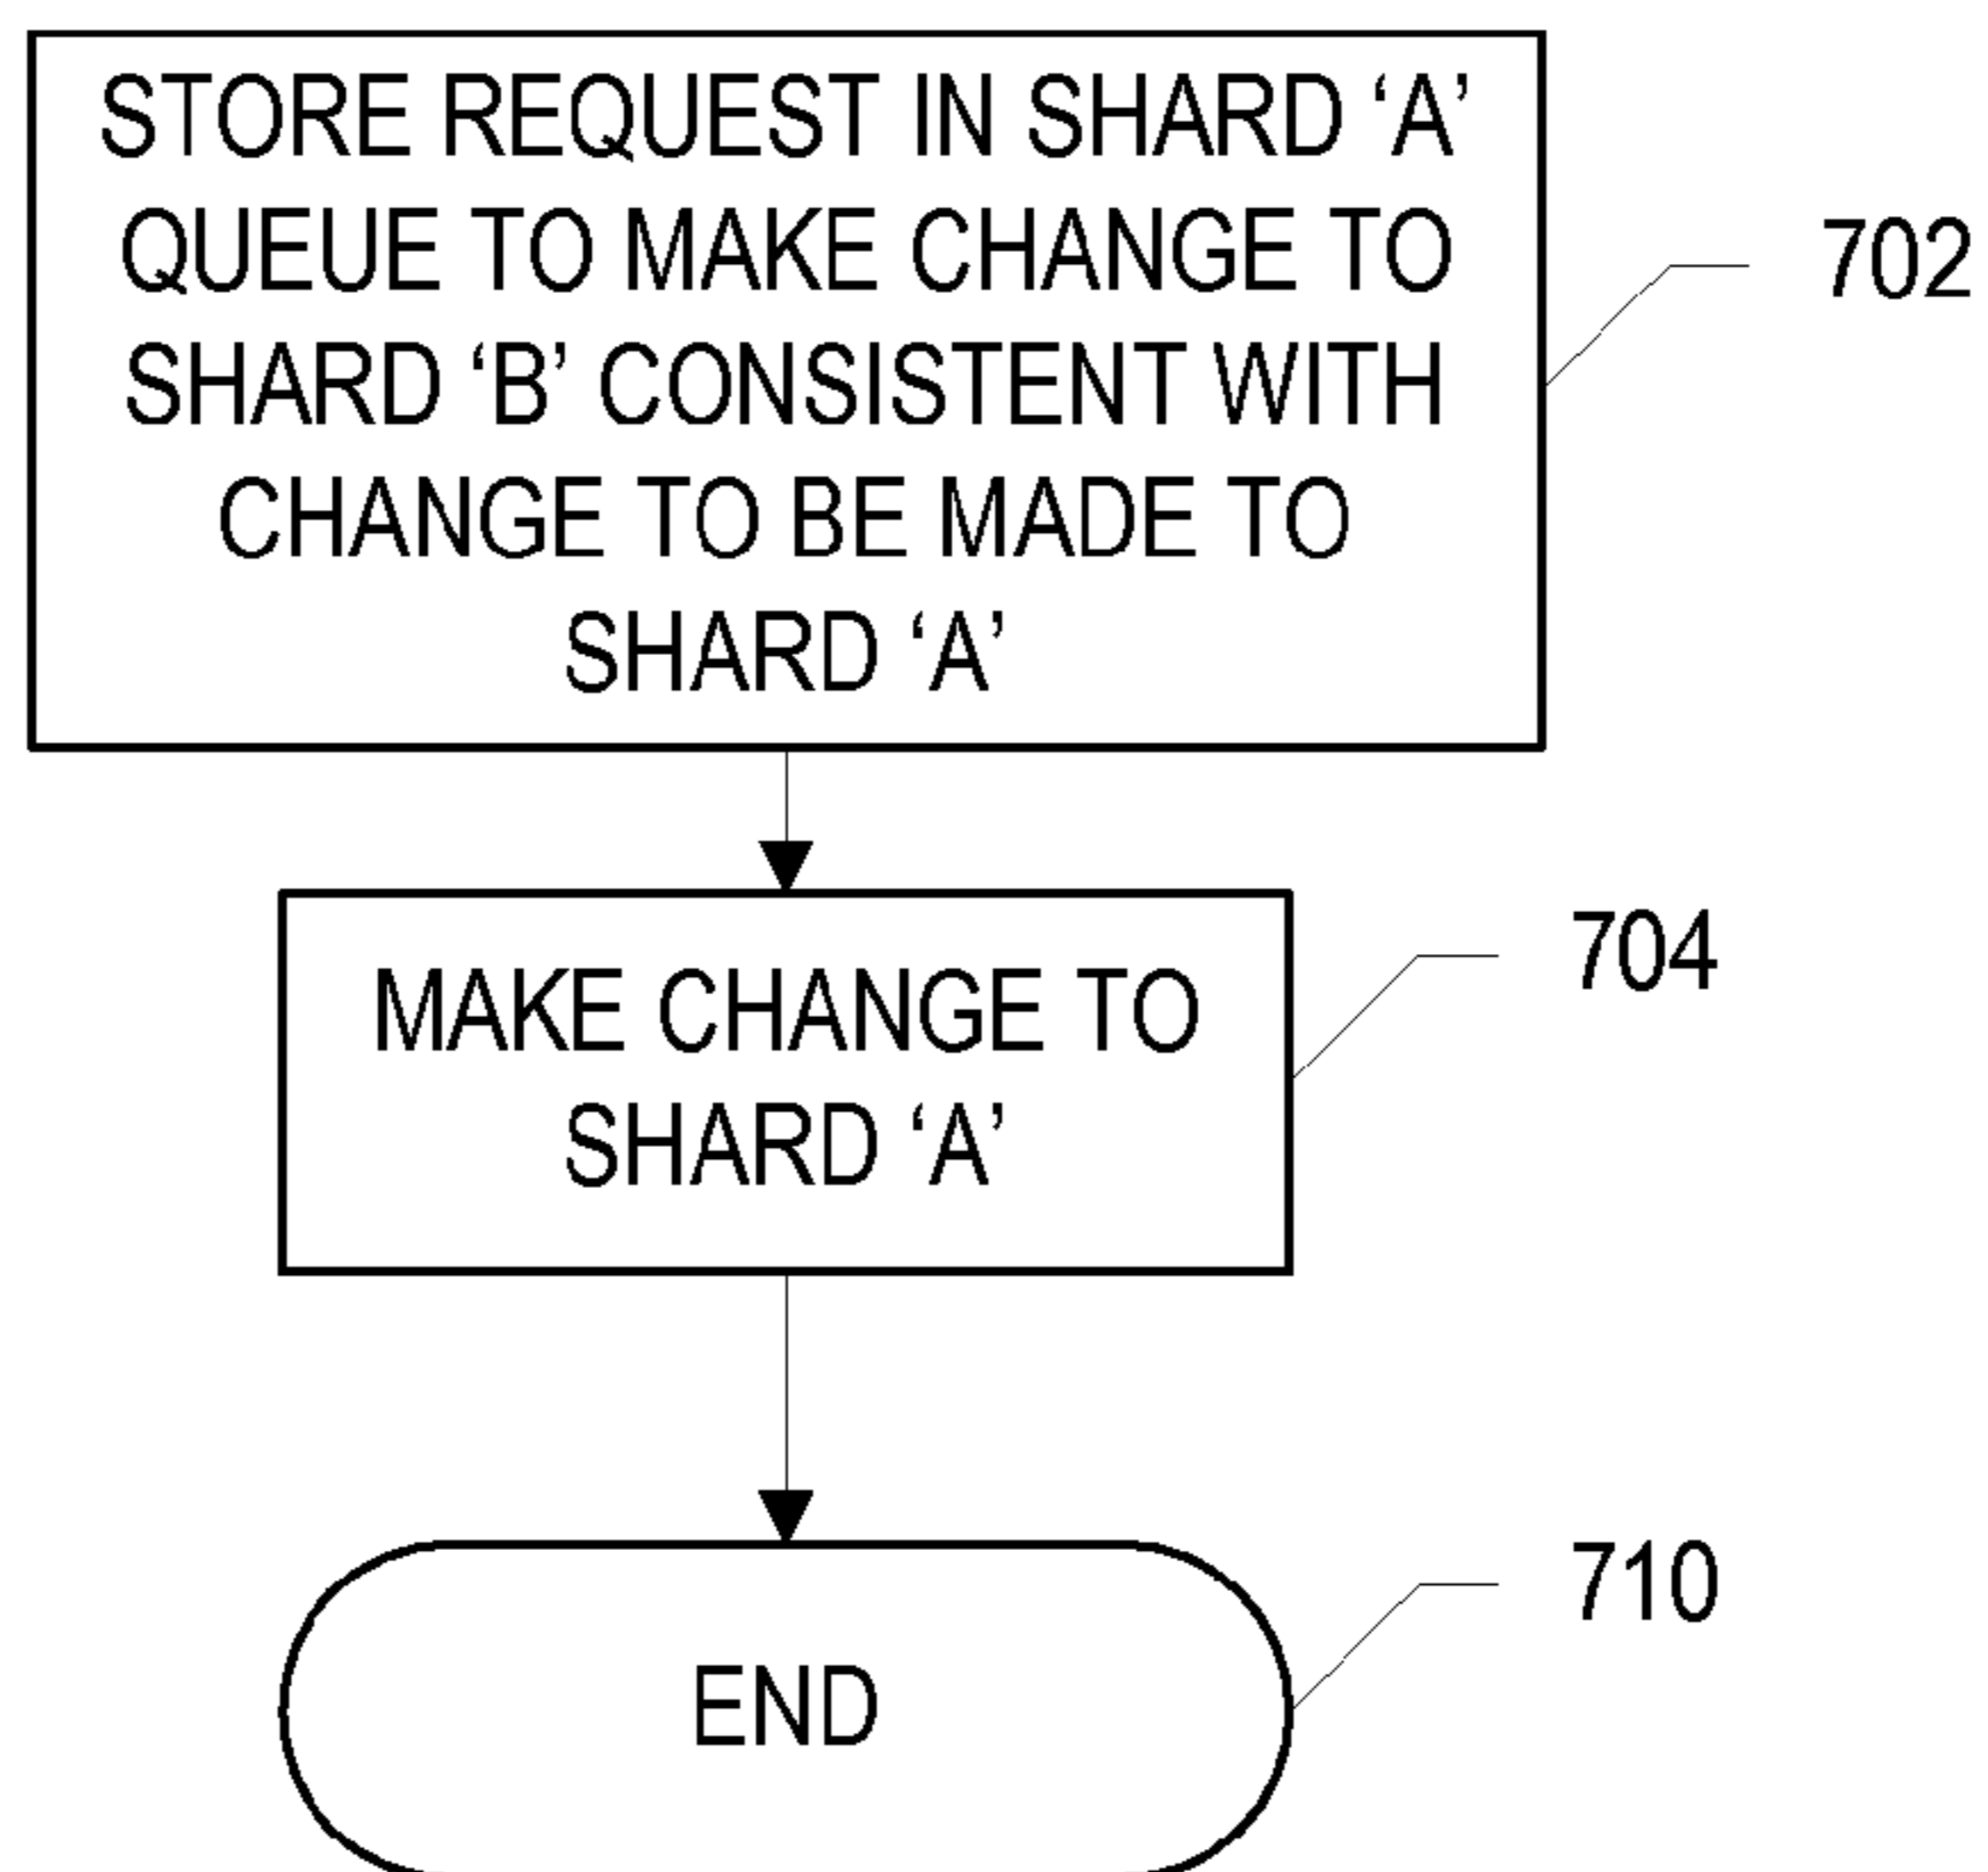 STORE REQUEST IN SHARD ‘A’
QUEUE TO MAKE CHANGE TO
SHARD ‘B’ CONSISTENT WITH
CHANGE TO BE MADE TO
SHARD ‘A’
702
MAKE CHANGE TO
SHARD ‘A’
704
END
710